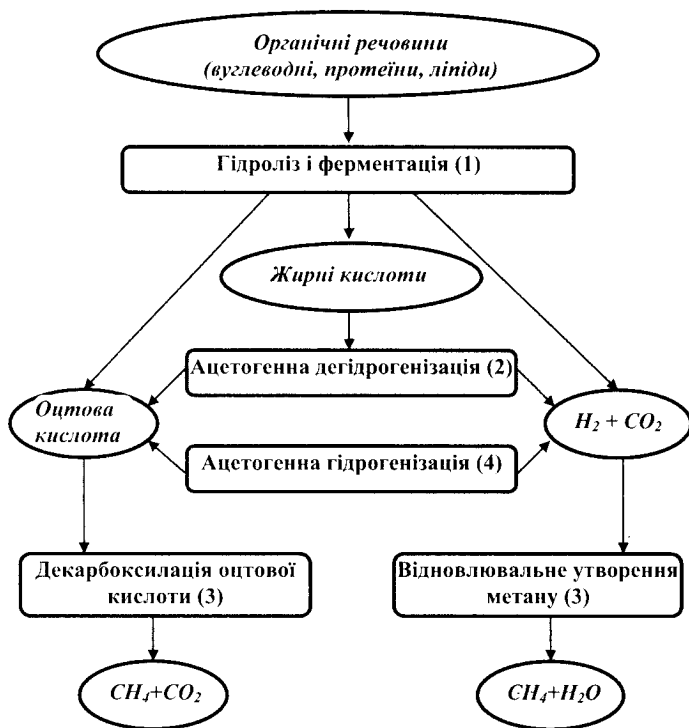 Органічні речовини
(вуглеводні, протеїни, ліпіди)
Гідроліз і ферментація (1)
Жирні кислоти
Ацетогенна дегідрогенізація (2)
Оцтова
кислота
H₂ + CO₂
Ацетогенна гідрогенізація (4)
Декарбоксилація оцтової
кислоти (3)
Відновлювальне утворення
метану (3)
CH₄+CO₂
CH₄+H₂O